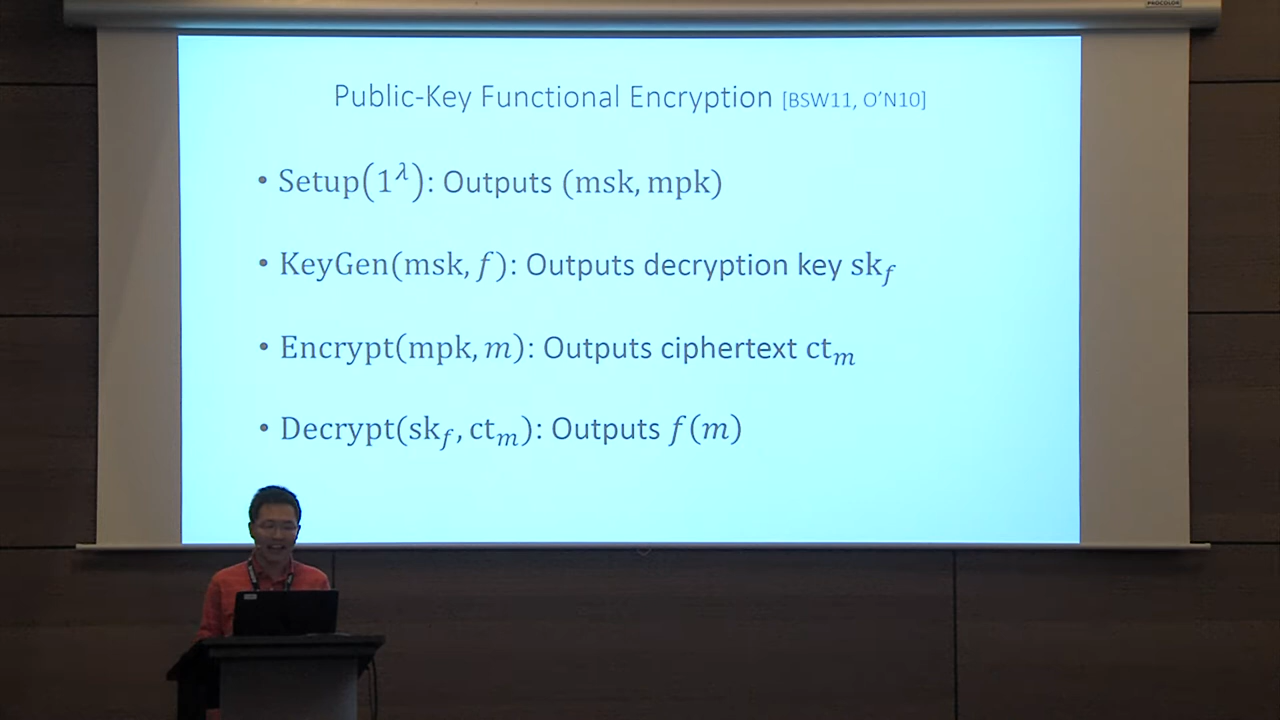 PROCOLOR
Public-Key Functional Encryption [BSW11, O’N10]
• Setup(1^λ): Outputs (msk, mpk)
• KeyGen(msk, f): Outputs decryption key sk_f
• Encrypt(mpk, m): Outputs ciphertext ct_m
• Decrypt(sk_f, ct_m): Outputs f(m)